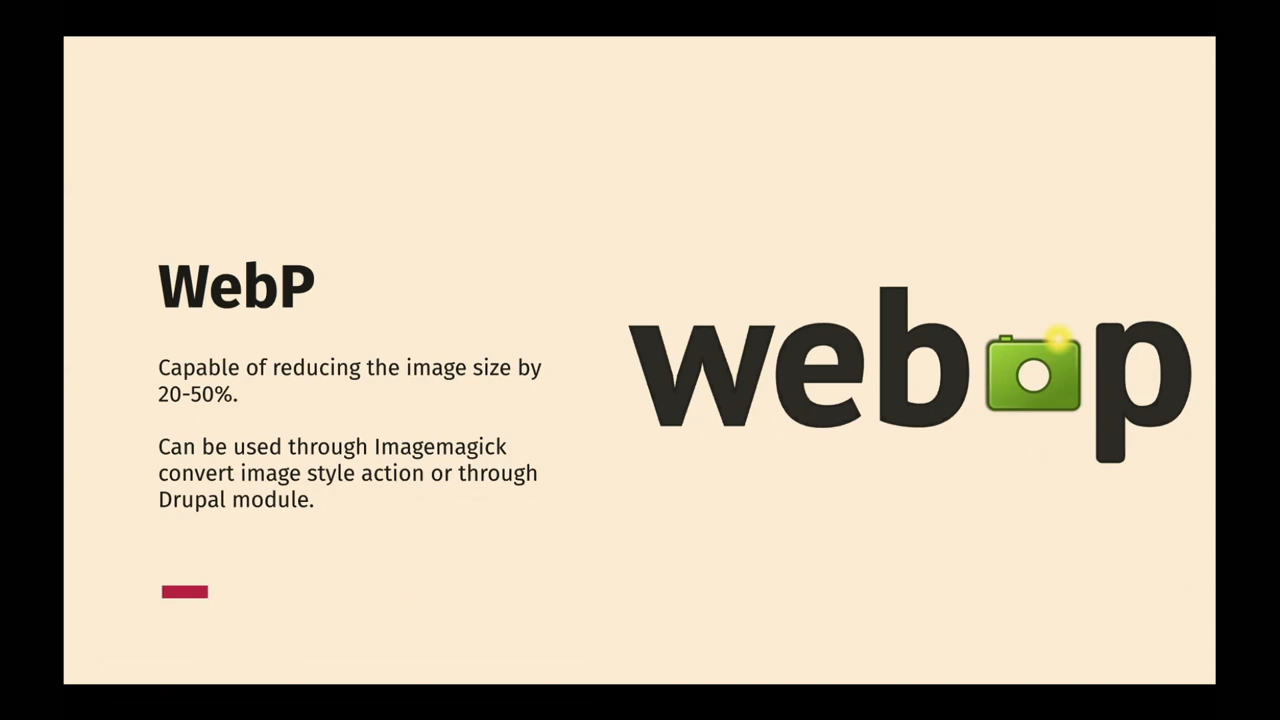 WebP
Capable of reducing the image size by
20-50%.
Can be used through Imagemagick
convert image style action or through
Drupal module.
webp